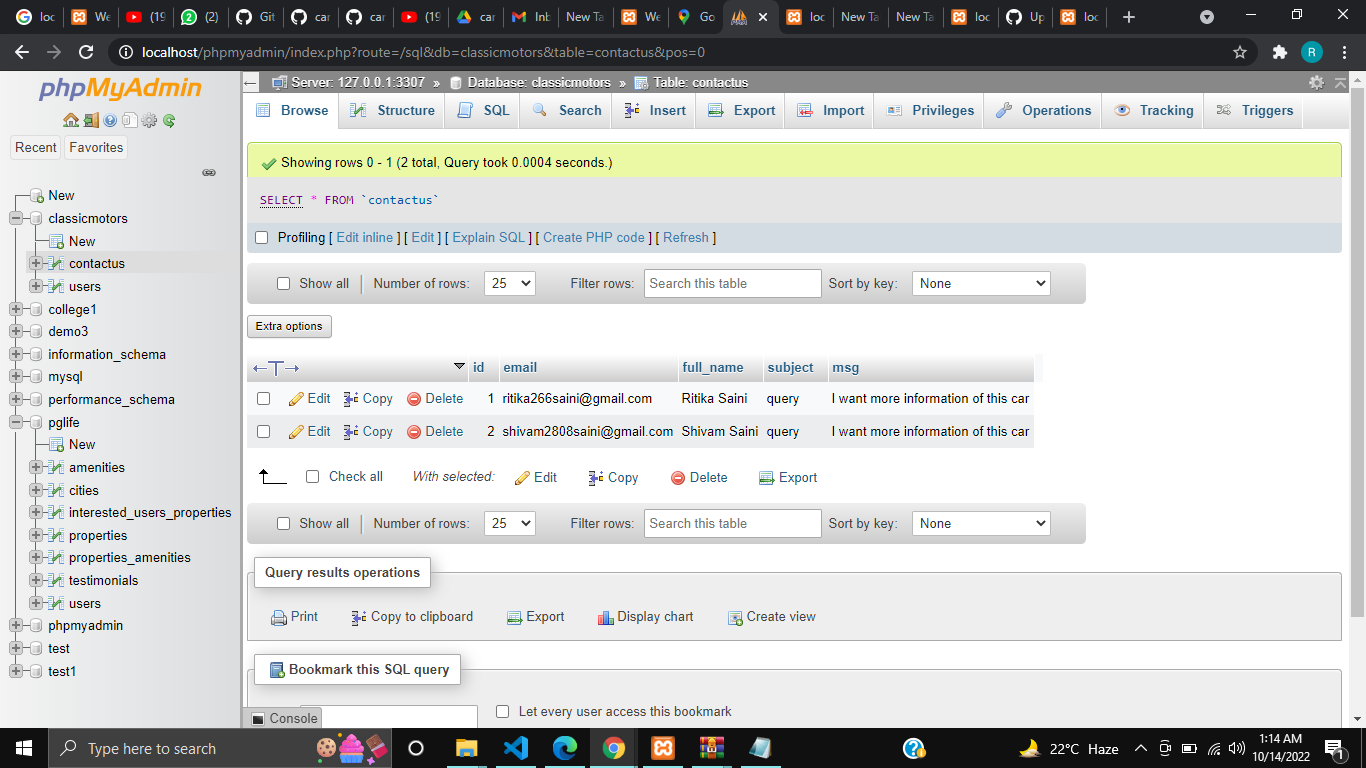 loc
We
(19
(2)
Git
car
car
(19
car
Inb
New Ta
We
Go
loc
New Ta
New Ta
loc
Up
loc
localhost/phpmyadmin/index.php?route=/sql&db=classicmotors&table=contactus&pos=0
R
phpMyAdmin
Recent
Favorites
New
classicmotors
New
contactus
users
college1
demo3
information_schema
mysql
performance_schema
pglife
New
amenities
cities
interested_users_properties
properties
properties_amenities
testimonials
users
phpmyadmin
test
test1
Server: 127.0.0.1:3307 » Database: classicmotors » Table: contactus
Browse Structure SQL Search Insert Export Import Privileges Operations Tracking Triggers
Showing rows 0 - 1 (2 total, Query took 0.0004 seconds.)
SELECT * FROM `contactus`
Profiling [ Edit inline ] [ Edit ] [ Explain SQL ] [ Create PHP code ] [ Refresh ]
Show all Number of rows: 25 Filter rows: Search this table Sort by key: None
Extra options
id email full_name subject msg
Edit Copy Delete 1 ritika266saini@gmail.com Ritika Saini query I want more information of this car
Edit Copy Delete 2 shivam2808saini@gmail.com Shivam Saini query I want more information of this car
Check all With selected: Edit Copy Delete Export
Show all Number of rows: 25 Filter rows: Search this table Sort by key: None
Query results operations
Print Copy to clipboard Export Display chart Create view
Bookmark this SQL query
Let every user access this bookmark
Console
Type here to search
22°C Haze
1:14 AM
10/14/2022
1